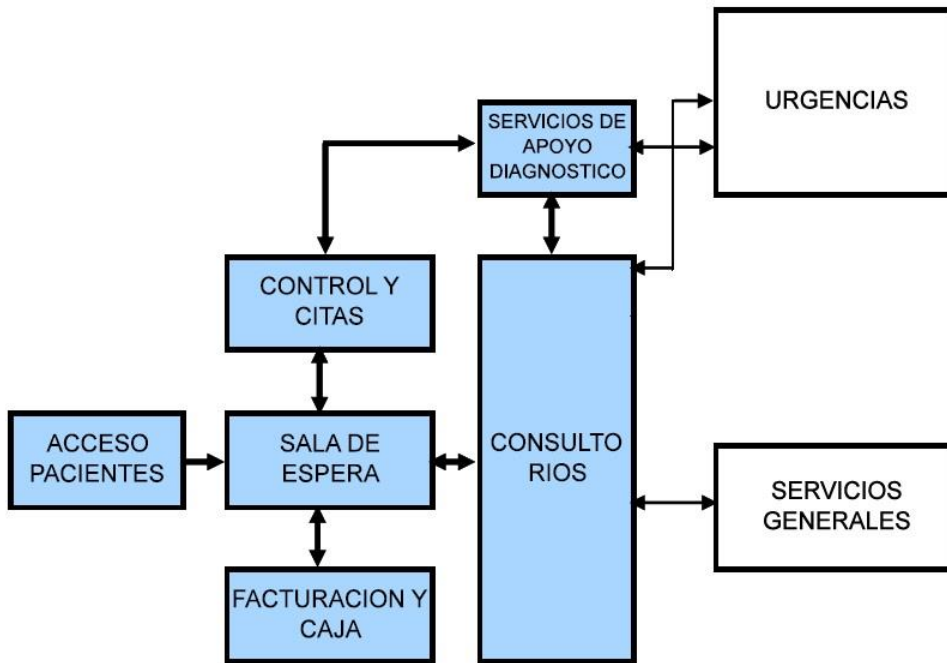 URGENCIAS
SERVICIOS DE
APOYO
DIAGNOSTICO
CONTROL Y
CITAS
ACCESO
PACIENTES
SALA DE
ESPERA
CONSULTO
RIOS
SERVICIOS
GENERALES
FACTURACION Y
CAJA